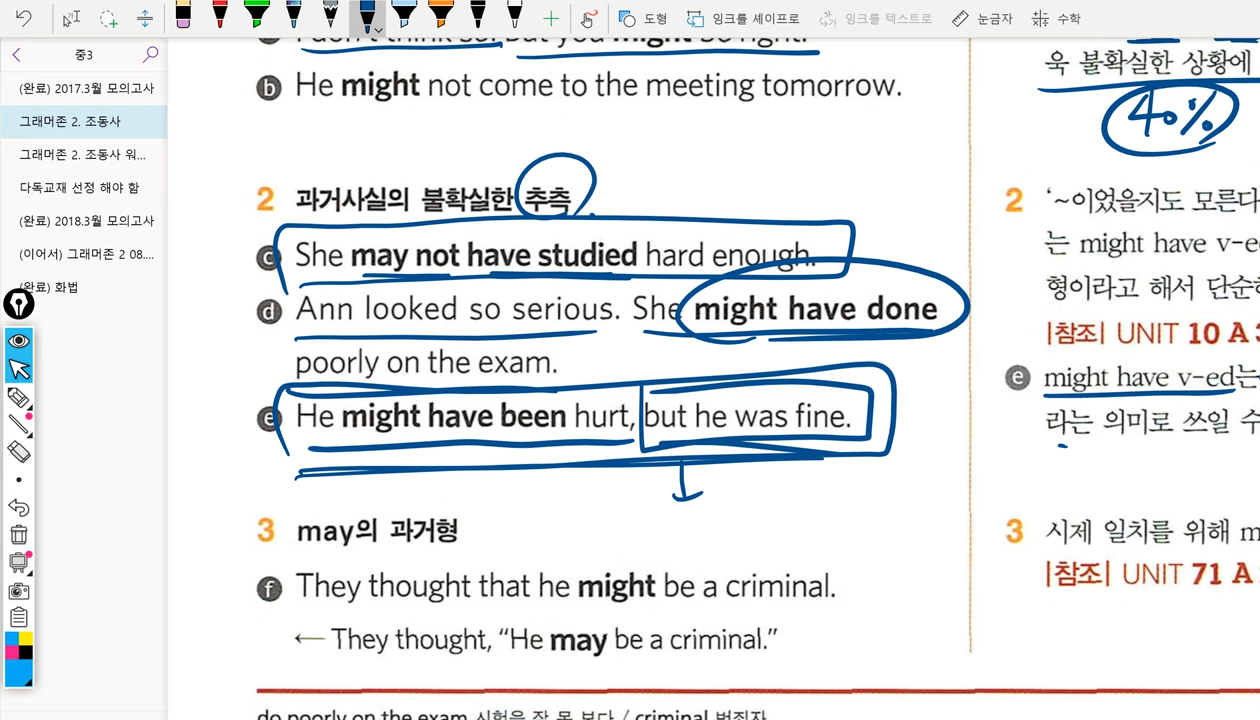 도형
잉크를 셰이프로
잉크를 텍스트로
눈금자
수학
중3
(완료) 2017.3월 모의고사
그래머존 2. 조동사
그래머존 2. 조동사 워...
다독교재 선정 해야 함
(완료) 2018.3월 모의고사
(이어서) 그래머존 2 08....
(완료) 화법
I don't think so. But you might be right.
b He might not come to the meeting tomorrow.
2 과거사실의 불확실한 추측
c She may not have studied hard enough.
d Ann looked so serious. She might have done
poorly on the exam.
e He might have been hurt, but he was fine.
3 may의 과거형
f They thought that he might be a criminal.
← They thought, “He may be a criminal.”
do poorly on the exam 시험을 잘 못 보다 / criminal 범죄자
욱 불확실한 상황에
40%
2 ‘~이었을지도 모른다
는 might have v-e
형이라고 해서 단순
|참조| UNIT 10 A
e might have v-ed는
라는 의미로 쓰일 수
3 시제 일치를 위해 m
|참조| UNIT 71 A